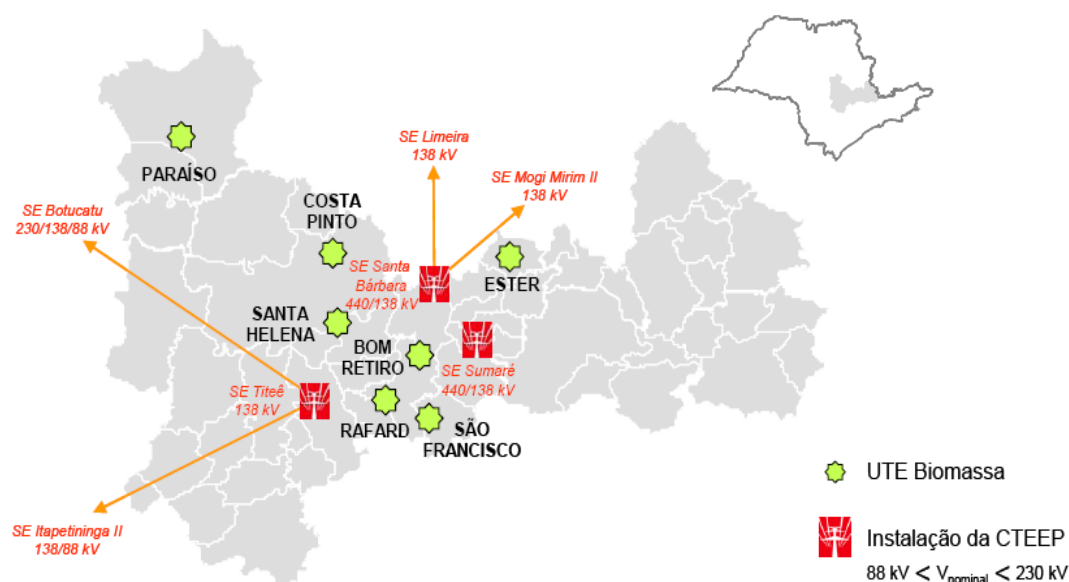 SE Limeira
138 kV
SE Mogi Mirim II
138 kV
PARAÍSO
SE Botucatu
230/138/88 kV
COSTA
PINTO
SE Santa
Bárbara
440/138 kV
ESTER
SANTA
HELENA
BOM
RETIRO
SE Sumaré
440/138 kV
SE Titeê
138 kV
RAFARD
SÃO
FRANCISCO
SE Itapetininga II
138/88 kV
UTE Biomassa
Instalação da CTEEP
88 kV < Vnominal < 230 kV